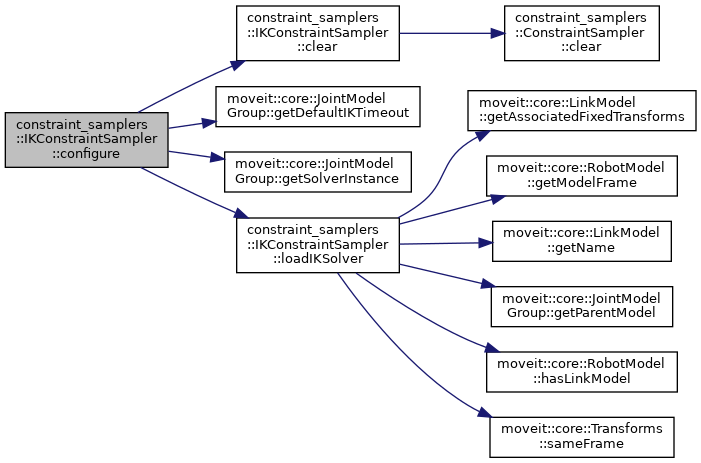 constraint_samplers
::IKConstraintSampler
::configure
constraint_samplers
::IKConstraintSampler
::clear
constraint_samplers
::ConstraintSampler
::clear
moveit::core::JointModel
Group::getDefaultIKTimeout
moveit::core::JointModel
Group::getSolverInstance
constraint_samplers
::IKConstraintSampler
::loadIKSolver
moveit::core::LinkModel
::getAssociatedFixedTransforms
moveit::core::RobotModel
::getModelFrame
moveit::core::LinkModel
::getName
moveit::core::JointModel
Group::getParentModel
moveit::core::RobotModel
::hasLinkModel
moveit::core::Transforms
::sameFrame